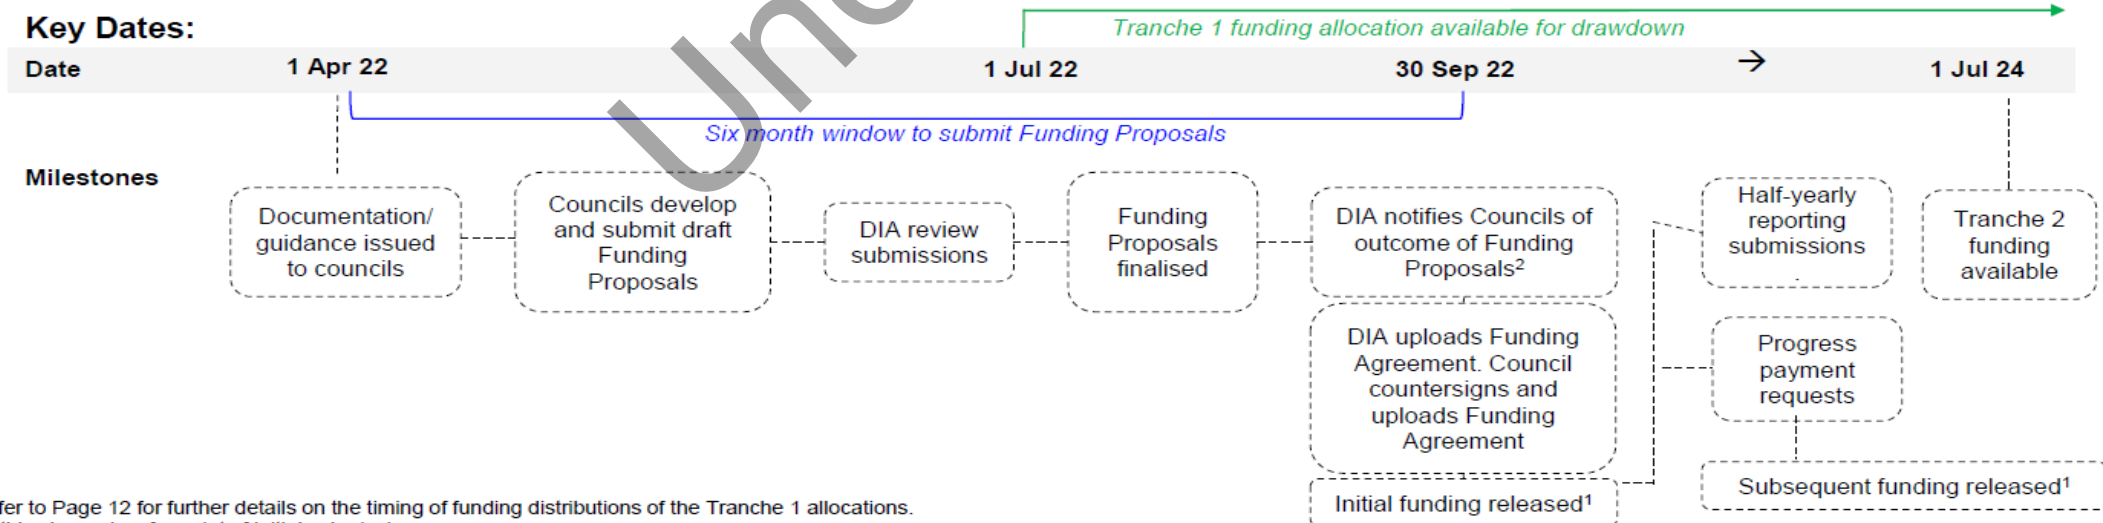 Key Dates:
Tranche 1 funding allocation available for drawdown
Date 1 Apr 22 1 Jul 22 30 Sep 22 → 1 Jul 24
Six month window to submit Funding Proposals
Milestones
Documentation/
guidance issued
to councils
Councils develop
and submit draft
Funding
Proposals
DIA review
submissions
Funding
Proposals
finalised
DIA notifies Councils of
outcome of Funding
Proposals²
DIA uploads Funding
Agreement. Council
countersigns and
uploads Funding
Agreement
Initial funding released¹
Half-yearly
reporting
submissions
.
Progress
payment
requests
Subsequent funding released¹
Tranche 2
funding
available
fer to Page 12 for further details on the timing of funding distributions of the Tranche 1 allocations.
Unc